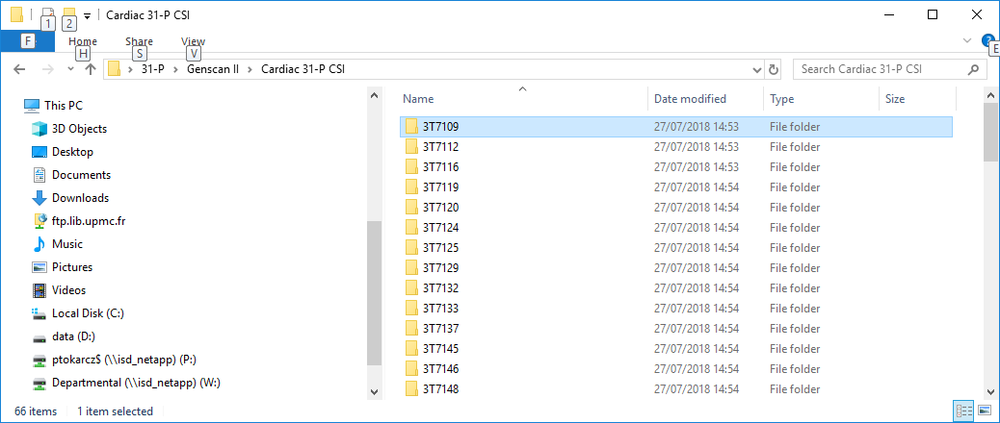 1 2 Cardiac 31-P CSI
F Home Share View
H S V E
31-P Genscan II Cardiac 31-P CSI Search Cardiac 31-P CSI
This PC
3D Objects
Desktop
Documents
Downloads
ftp.lib.upmc.fr
Music
Pictures
Videos
Local Disk (C:)
data (D:)
ptokarcz$ (\\isd_netapp) (P:)
Departmental (\\isd_netapp) (W:)
Name Date modified Type Size
3T7109 27/07/2018 14:53 File folder
3T7112 27/07/2018 14:53 File folder
3T7116 27/07/2018 14:53 File folder
3T7119 27/07/2018 14:54 File folder
3T7120 27/07/2018 14:54 File folder
3T7124 27/07/2018 14:54 File folder
3T7125 27/07/2018 14:54 File folder
3T7129 27/07/2018 14:54 File folder
3T7132 27/07/2018 14:54 File folder
3T7133 27/07/2018 14:54 File folder
3T7137 27/07/2018 14:54 File folder
3T7145 27/07/2018 14:54 File folder
3T7146 27/07/2018 14:54 File folder
3T7148 27/07/2018 14:54 File folder
66 items 1 item selected